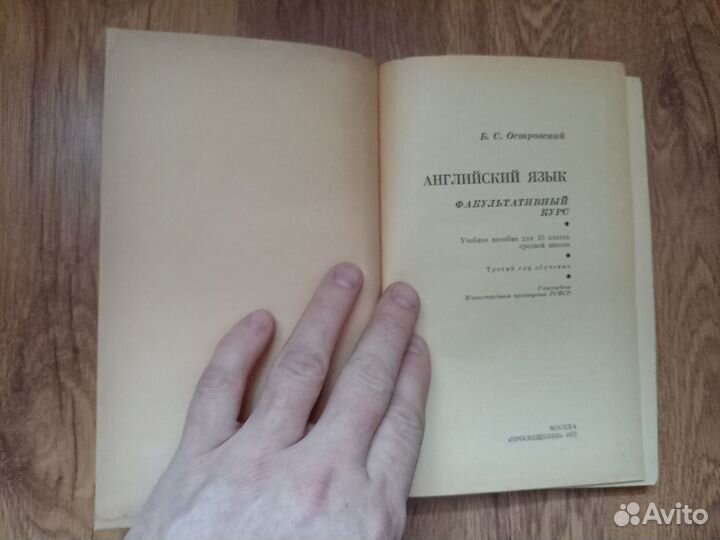 Б. С. Островский
АНГЛИЙСКИЙ ЯЗЫК
ФАКУЛЬТАТИВНЫЙ
КУРС
Учебное пособие для 10 класса
средней школы
Третий год обучения
Утверждено
Министерством просвещения РСФСР
МОСКВА
«ПРОСВЕЩЕНИЕ» 1977
Avito